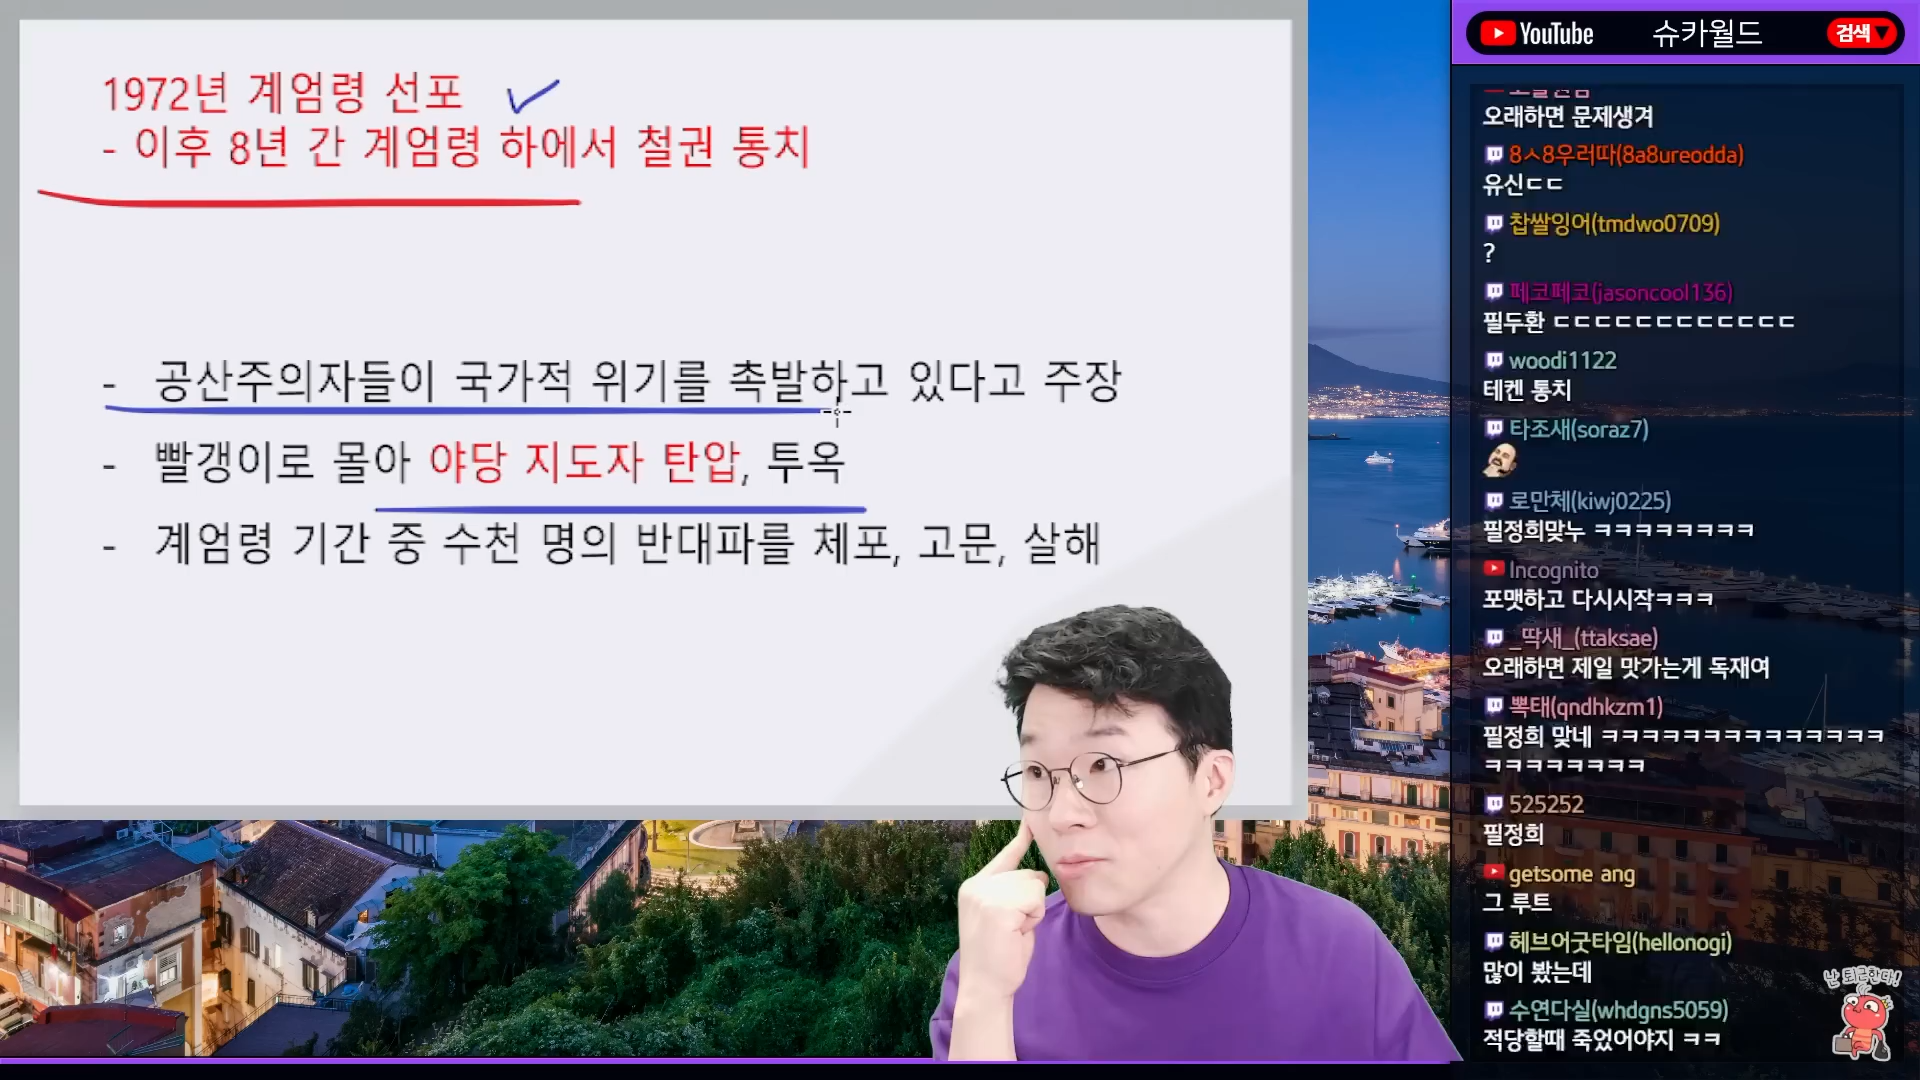 1972년 계엄령 선포
- 이후 8년 간 계엄령 하에서 철권 통치
- 공산주의자들이 국가적 위기를 촉발하고 있다고 주장
- 빨갱이로 몰아 야당 지도자 탄압, 투옥
- 계엄령 기간 중 수천 명의 반대파를 체포, 고문, 살해
YouTube 슈카월드 검색▼
오래하면 문제생겨
8ㅅ8우러따(8a8ureodda)
유신ㄷㄷ
찹쌀잉어(tmdwo0709)
?
페코페코(jasoncool136)
필두환 ㄷㄷㄷㄷㄷㄷㄷㄷㄷㄷㄷㄷ
woodi1122
테켄 통치
타조새(soraz7)
로만체(kiwj0225)
필정희맞누 ㅋㅋㅋㅋㅋㅋㅋㅋ
Incognito
포맷하고 다시시작ㅋㅋㅋ
_딱새_(ttaksae)
오래하면 제일 맛가는게 독재여
뽁태(qndhkzm1)
필정희 맞네 ㅋㅋㅋㅋㅋㅋㅋㅋㅋㅋㅋㅋㅋㅋ
ㅋㅋㅋㅋㅋㅋㅋㅋ
525252
필정희
getsome ang
그 루트
헤브어굿타임(hellonogi)
많이 봤는데
수연다실(whdgns5059)
적당할때 죽었어야지 ㅋㅋ
난 퇴근한다!